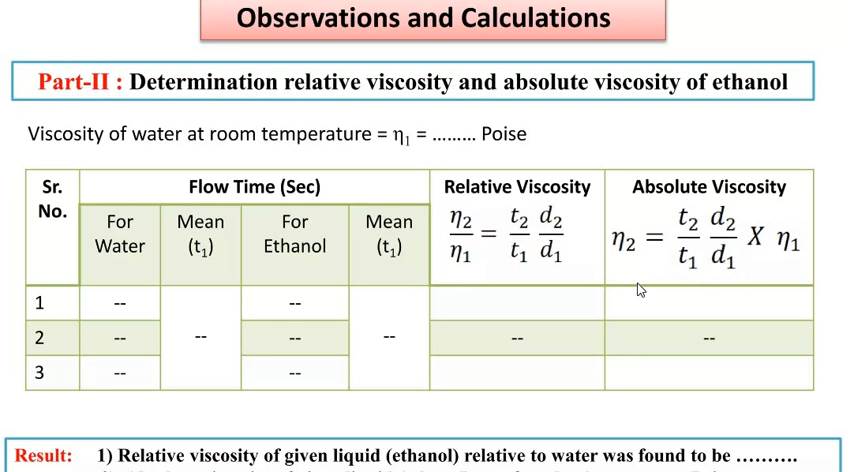 Observations and Calculations
Part-II : Determination relative viscosity and absolute viscosity of ethanol
Viscosity of water at room temperature = η₁ = ......... Poise
Sr. No. Flow Time (Sec) Relative Viscosity Absolute Viscosity
For Water Mean (t₁) For Ethanol Mean (t₁) η₂/η₁ = t₂/t₁ d₂/d₁ η₂ = t₂/t₁ d₂/d₁ X η₁
1 -- --
2 -- -- -- -- -- --
3 -- --
Result: 1) Relative viscosity of given liquid (ethanol) relative to water was found to be ..........